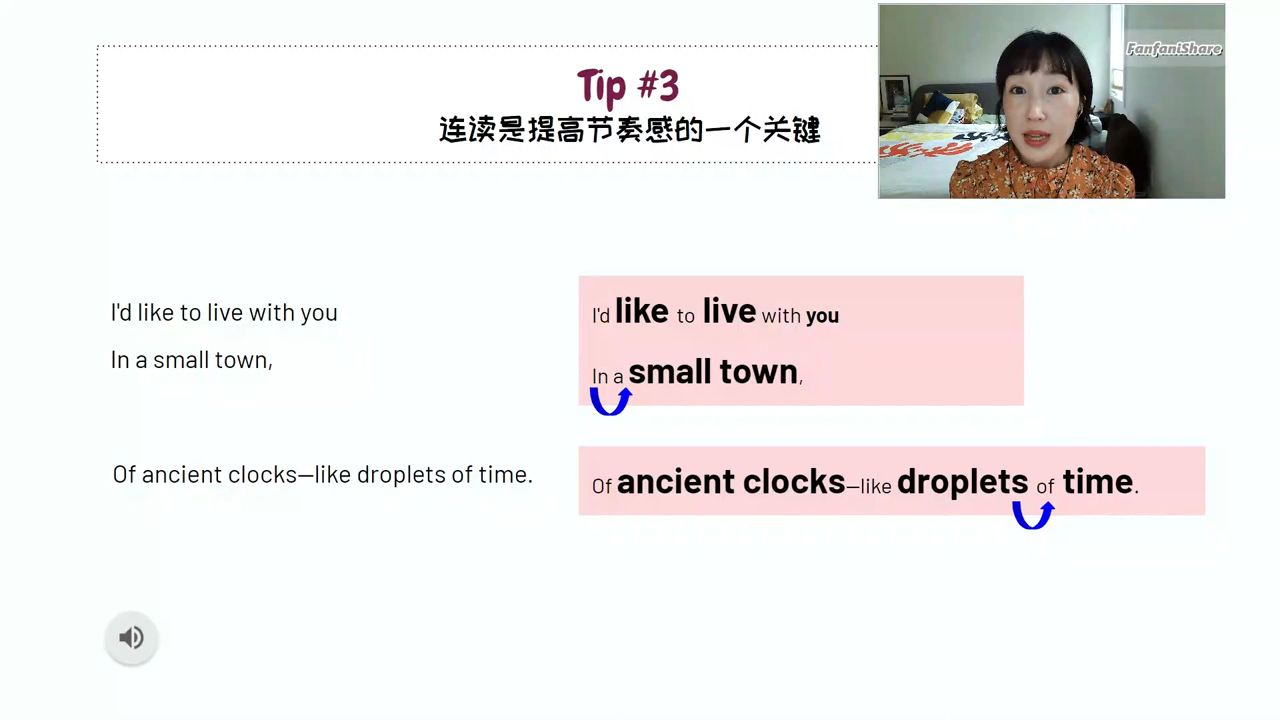 Tip #3
连读是提高节奏感的一个关键
FanfaniShare
I'd like to live with you
In a small town,
I'd like to live with you
In a small town,
Of ancient clocks—like droplets of time.
Of ancient clocks—like droplets of time.